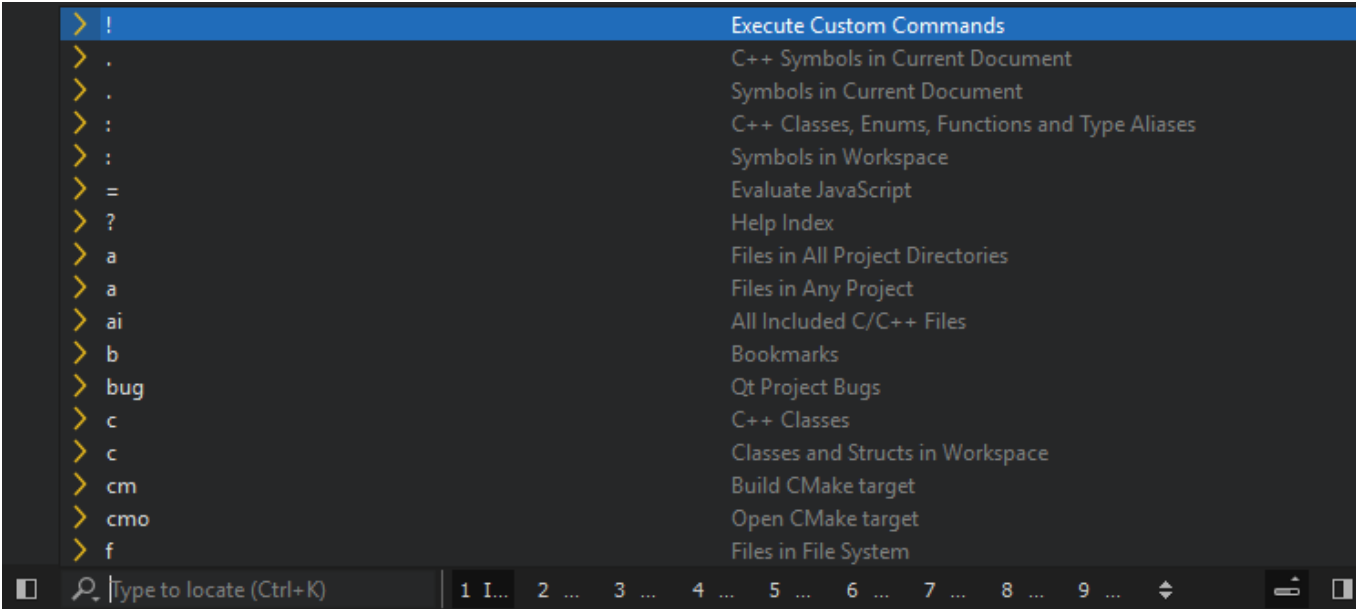 ! Execute Custom Commands
. C++ Symbols in Current Document
. Symbols in Current Document
: C++ Classes, Enums, Functions and Type Aliases
: Symbols in Workspace
= Evaluate JavaScript
? Help Index
a Files in All Project Directories
a Files in Any Project
ai All Included C/C++ Files
b Bookmarks
bug Qt Project Bugs
c C++ Classes
c Classes and Structs in Workspace
cm Build CMake target
cmo Open CMake target
f Files in File System
Type to locate (Ctrl+K) 1 I... 2 ... 3 ... 4 ... 5 ... 6 ... 7 ... 8 ... 9 ...